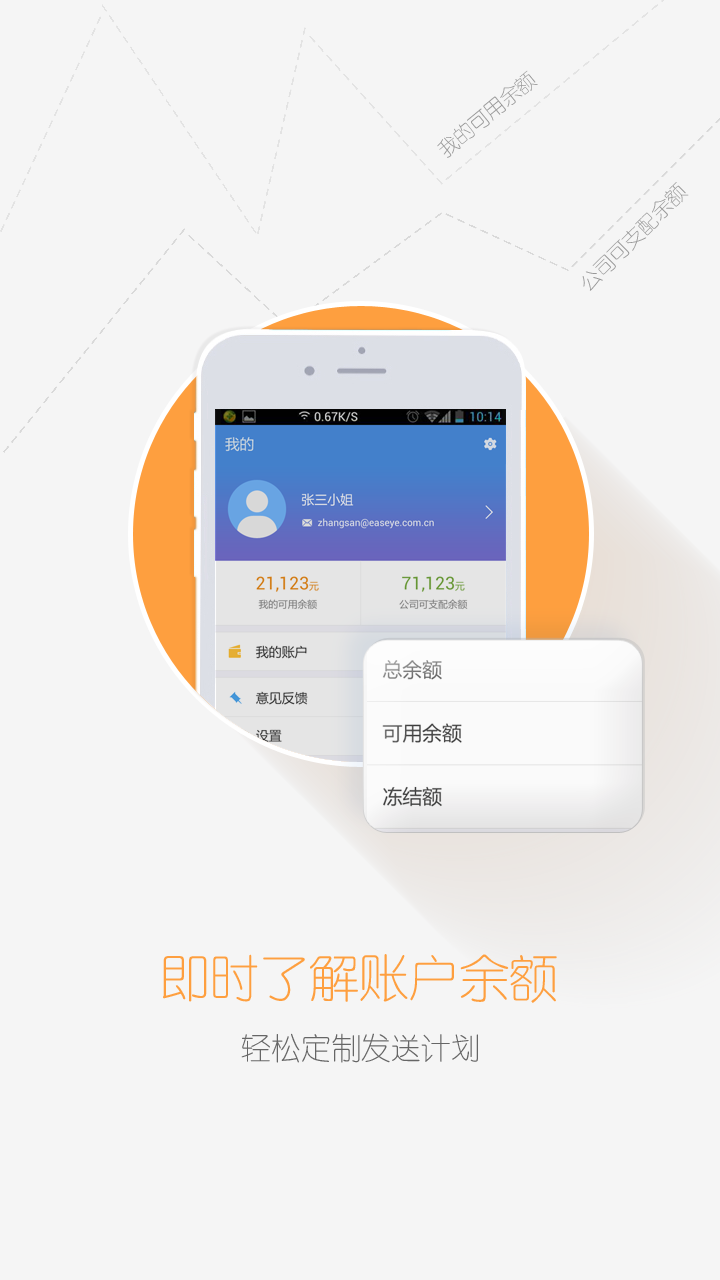 我的可用余额
公司可支配余额
0.67K/S
10:14
我的
张三小姐
zhangsan@easeye.com.cn
21,123元
71,123元
我的可用余额
公司可支配余额
我的账户
意见反馈
设置
总余额
可用余额
冻结额
即时了解账户余额
轻松定制发送计划